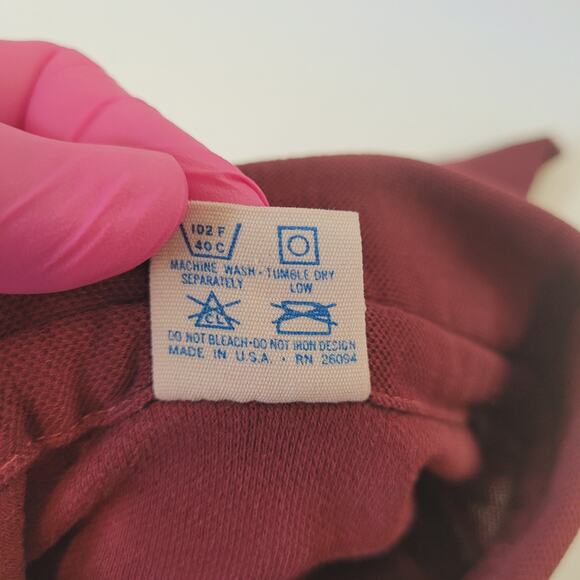 102 F
40 C
MACHINE WASH - TUMBLE DRY
SEPARATELY LOW
CL
DO NOT BLEACH - DO NOT IRON DESIGN
MADE IN U.S.A. • RN 26094